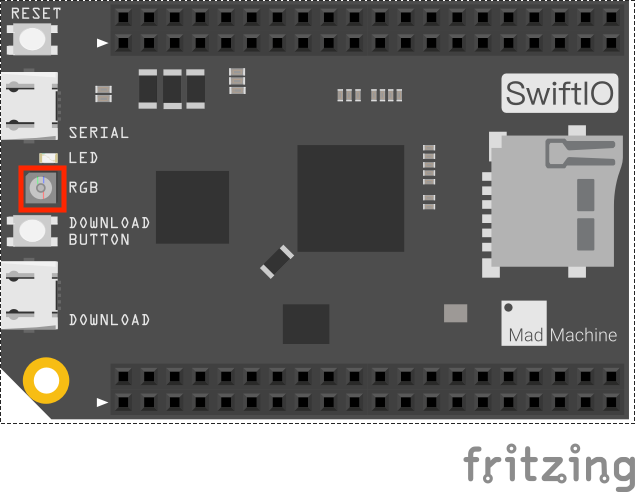 RESET
SwiftIO
SERIAL
LED
RGB
DOWNLOAD
BUTTON
DOWNLOAD
Mad Machine
fritzing